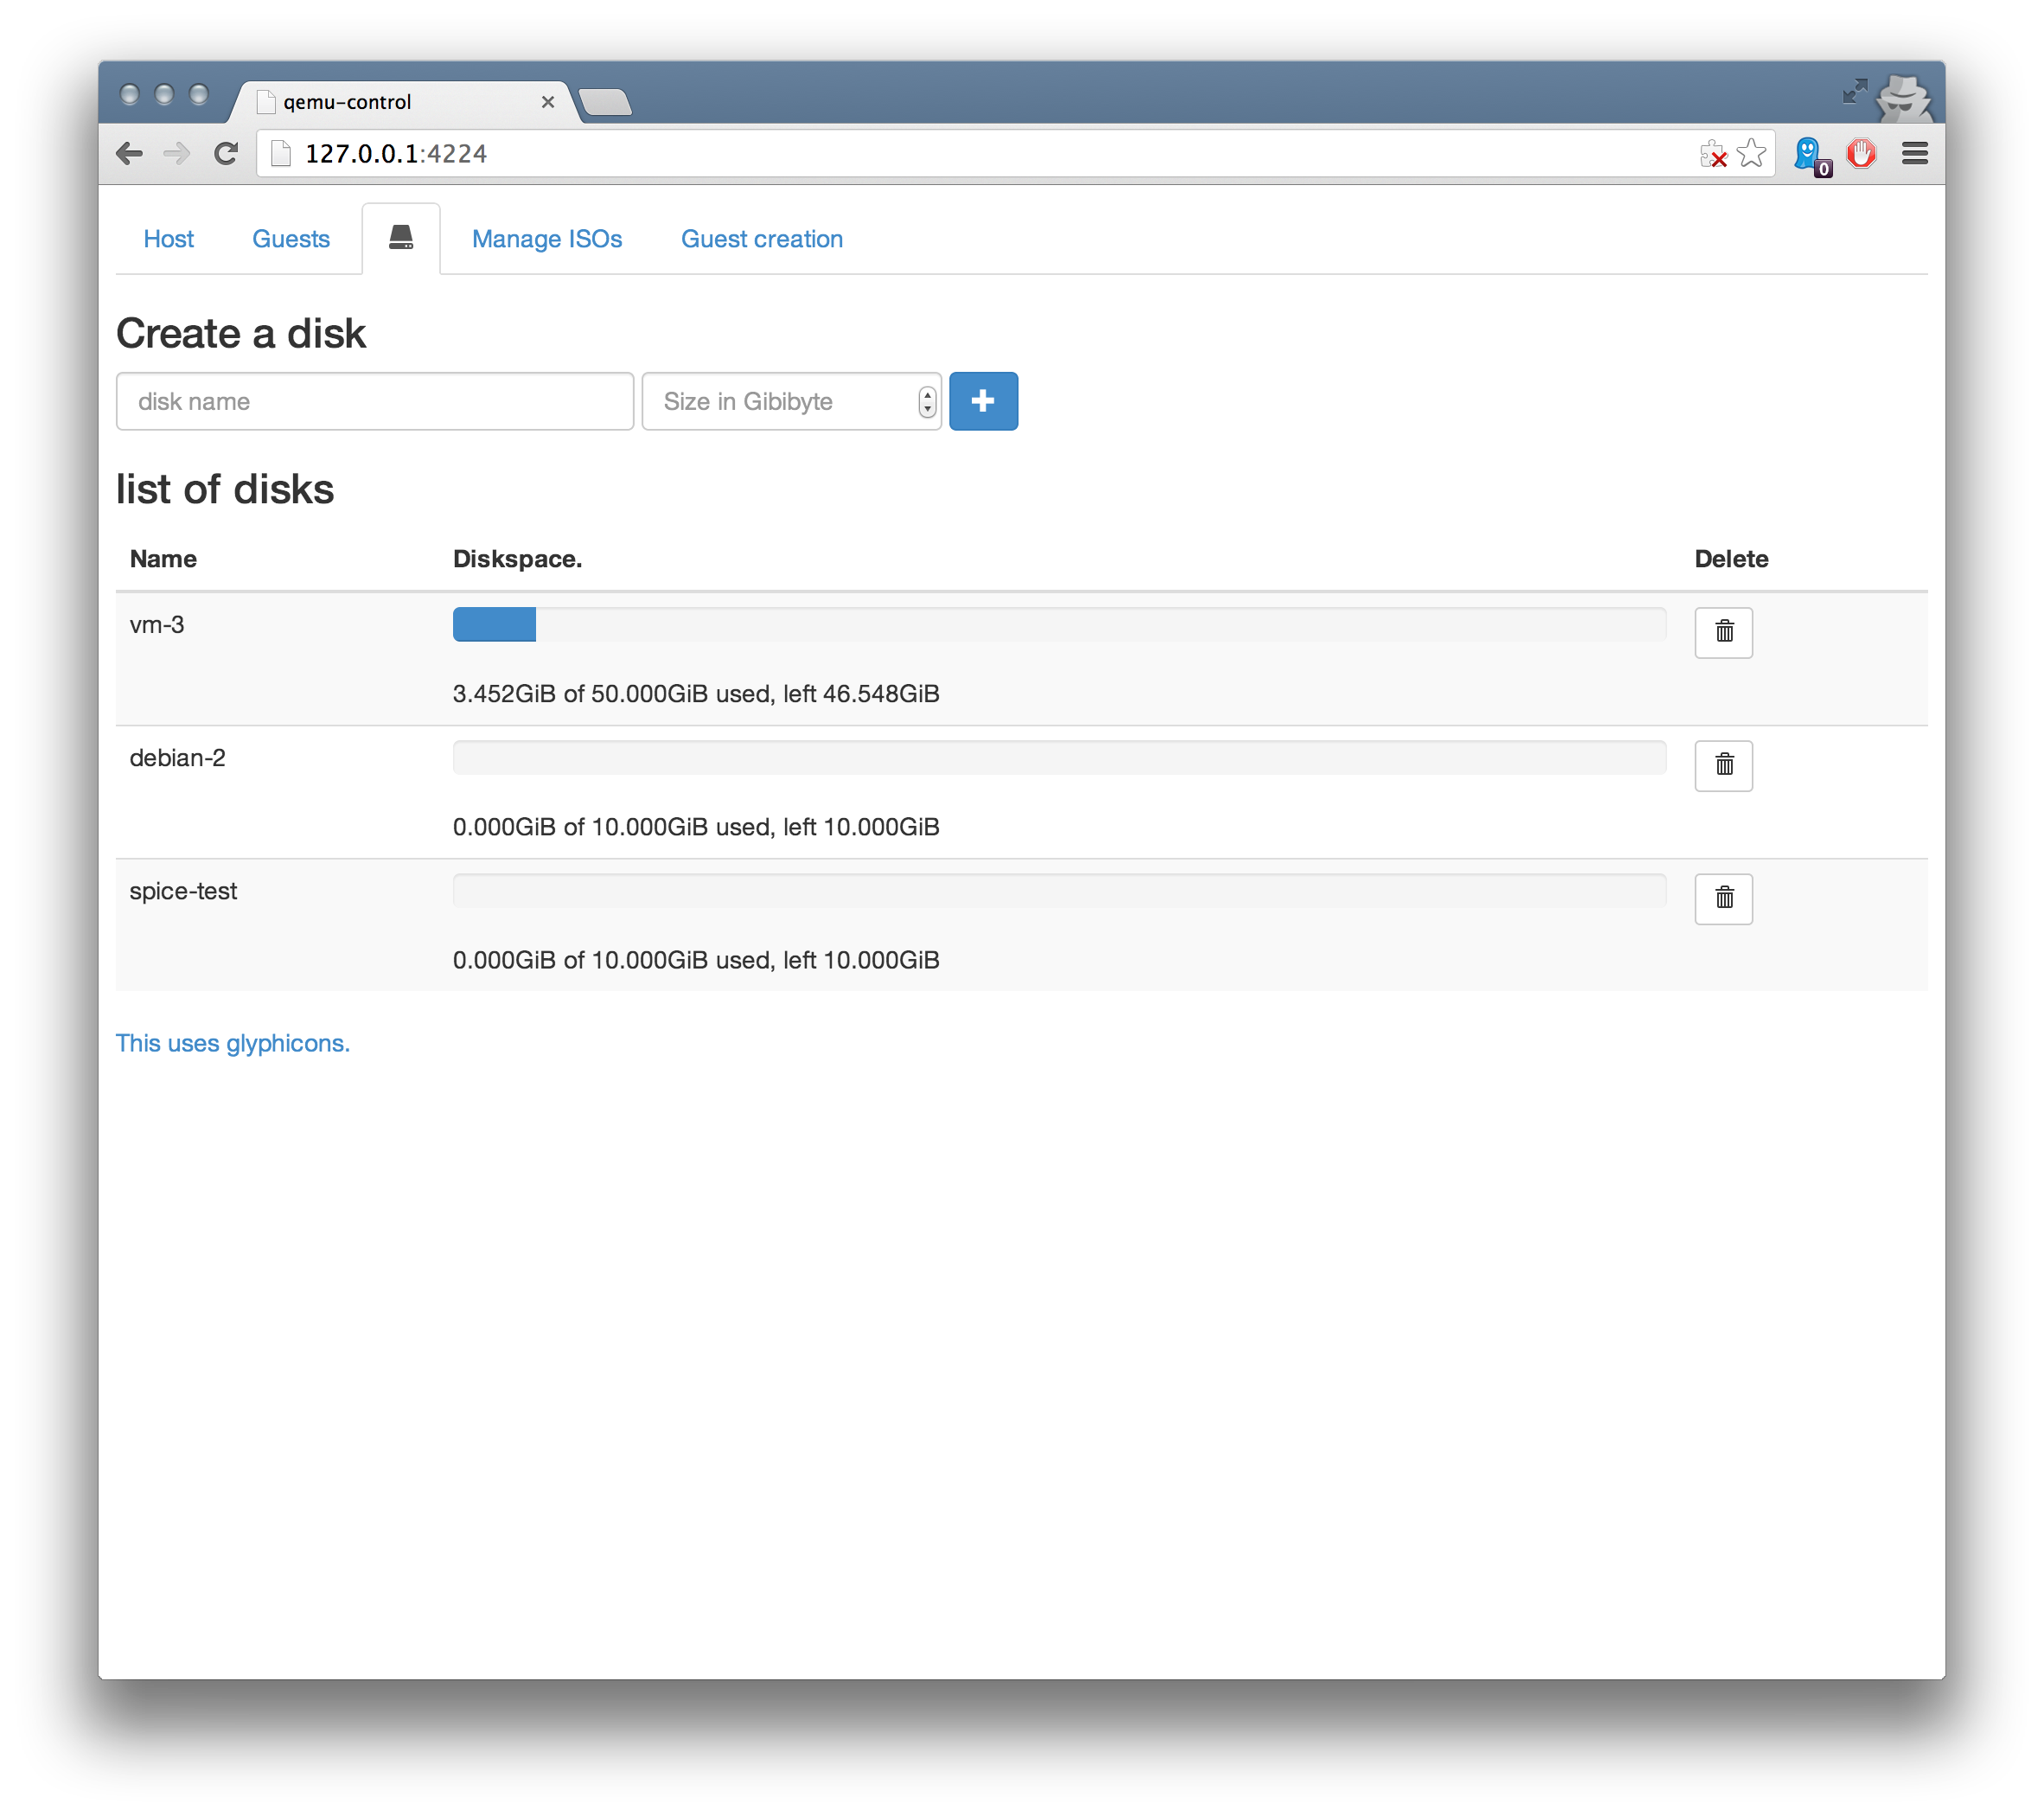 qemu-control
127.0.0.1:4224
0
Host Guests Manage ISOs Guest creation
Create a disk
disk name Size in Gibibyte
list of disks
Name Diskspace. Delete
vm-3
3.452GiB of 50.000GiB used, left 46.548GiB
debian-2
0.000GiB of 10.000GiB used, left 10.000GiB
spice-test
0.000GiB of 10.000GiB used, left 10.000GiB
This uses glyphicons.